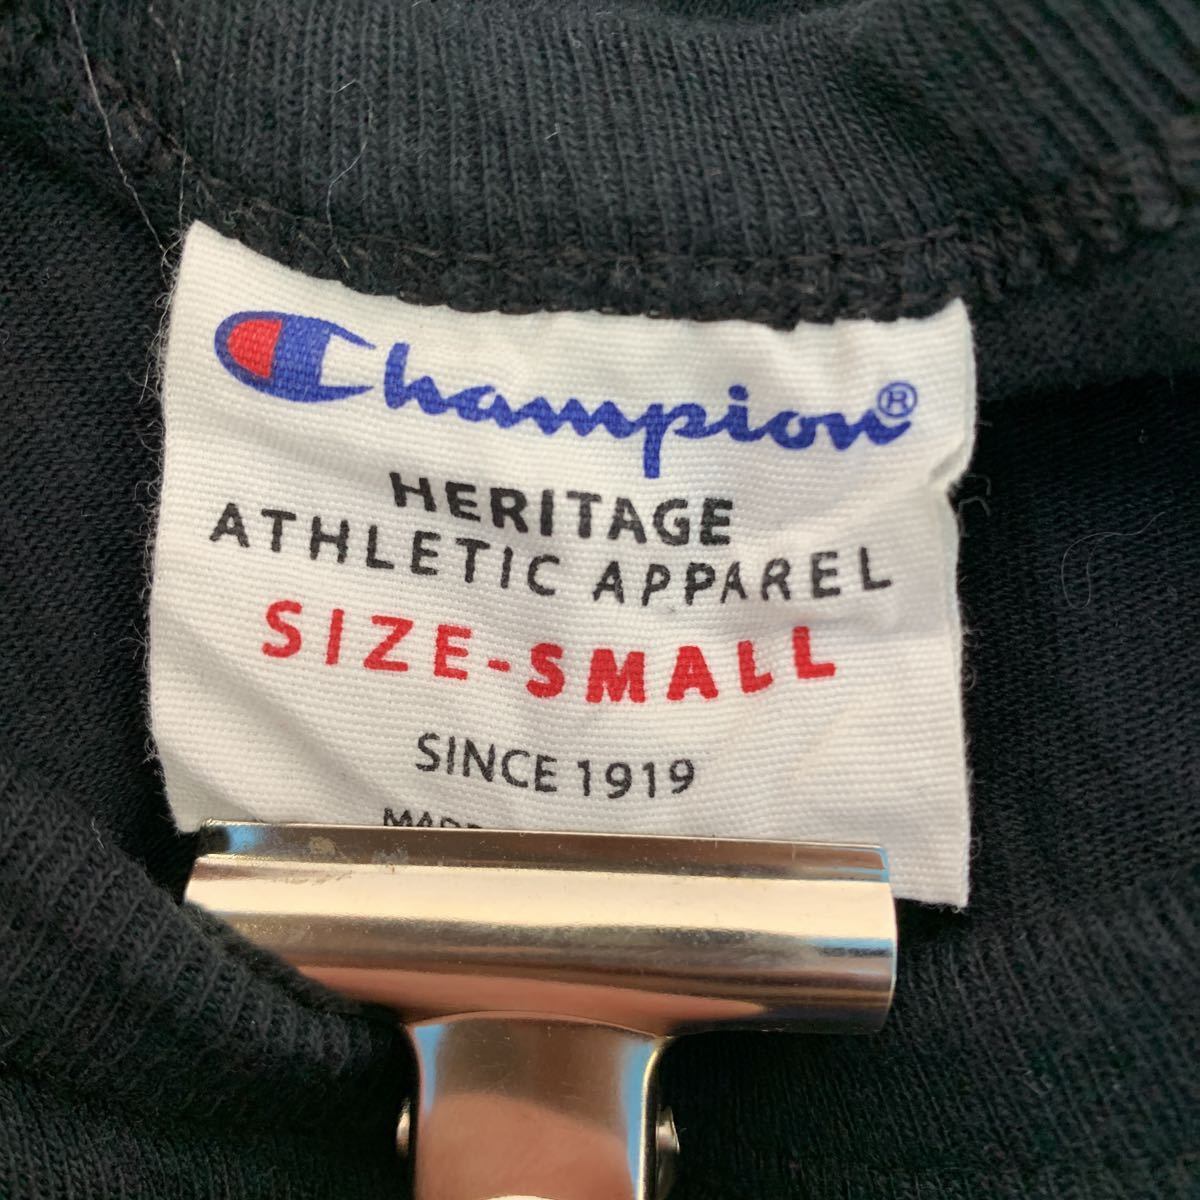 Champion®
HERITAGE
ATHLETIC APPAREL
SIZE-SMALL
SINCE 1919